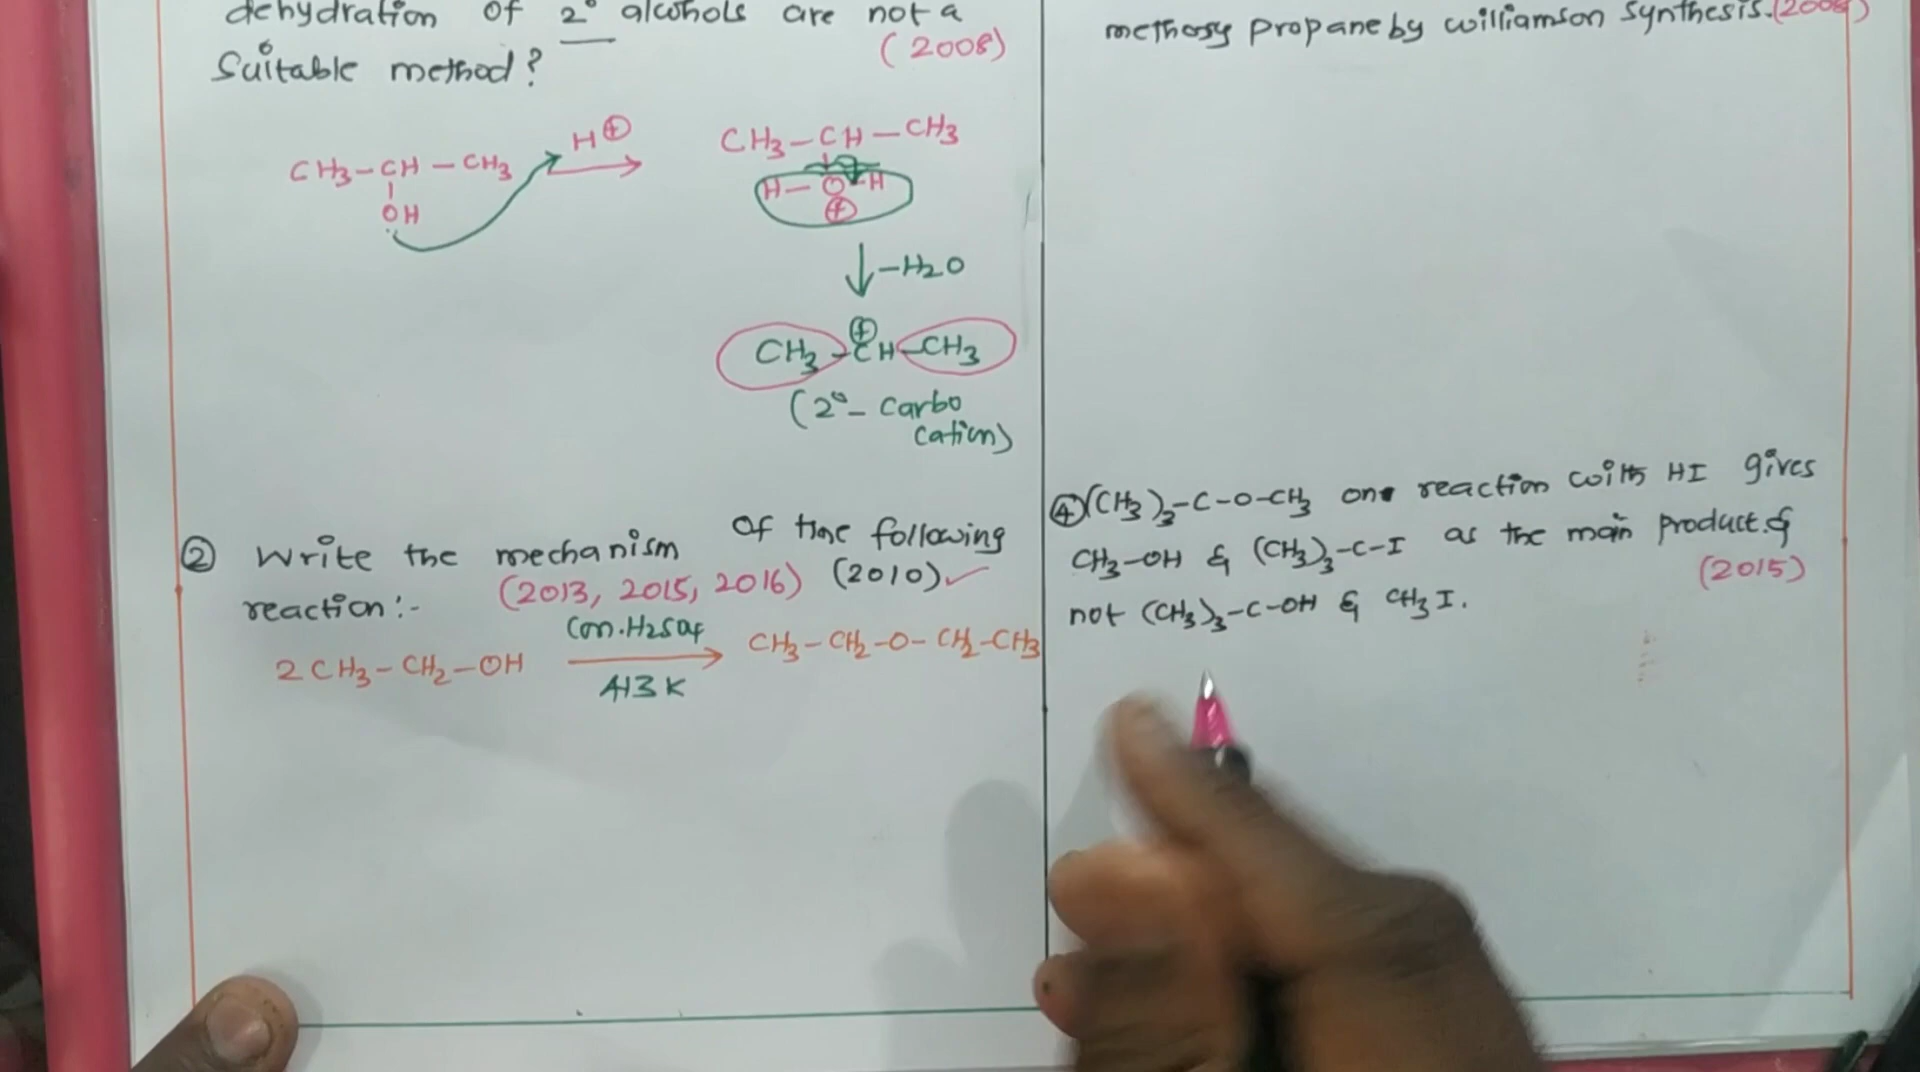 dehydration of 2° alcohols are not a
Suitable method? (2008)
CH3-CH-CH3
OH
H⊕
CH3-CH-CH3
H-O-H
⊕
-H2O
CH3-⊕CH-CH3
(2°- carbo
cation)
② Write the mechanism of the following
reaction:- (2013, 2015, 2016) (2010)✓
2CH3-CH2-OH Con.H2SO4 CH3-CH2-O-CH2-CH3
413K
methoxy propane by williamson Synthesis.(2008)
④(CH3)3-C-O-CH3 on reaction with HI gives
CH3-OH & (CH3)3-C-I as the main product &
not (CH3)3-C-OH & CH3I. (2015)